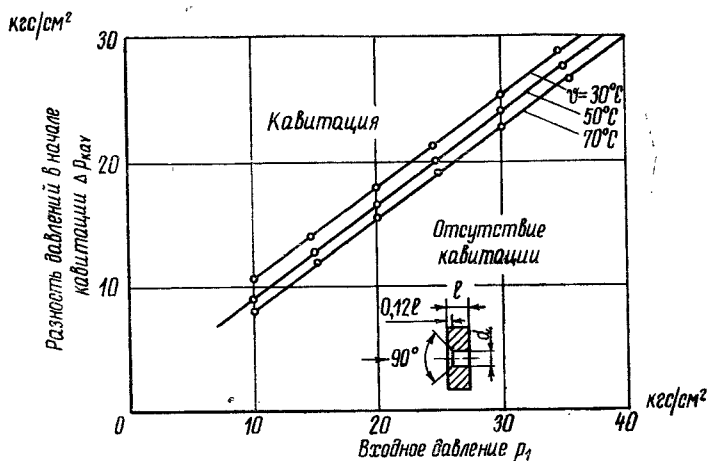 кгс/см²
30
20
10
0
Разность давлений в начале
кавитации Δ Pкав
Кавитация
ϑ=30°С
50°С
70°С
Отсутствие
кавитации
l
0,12l
d
90°
10
20
30
40
кгс/см²
Входное давление p₁